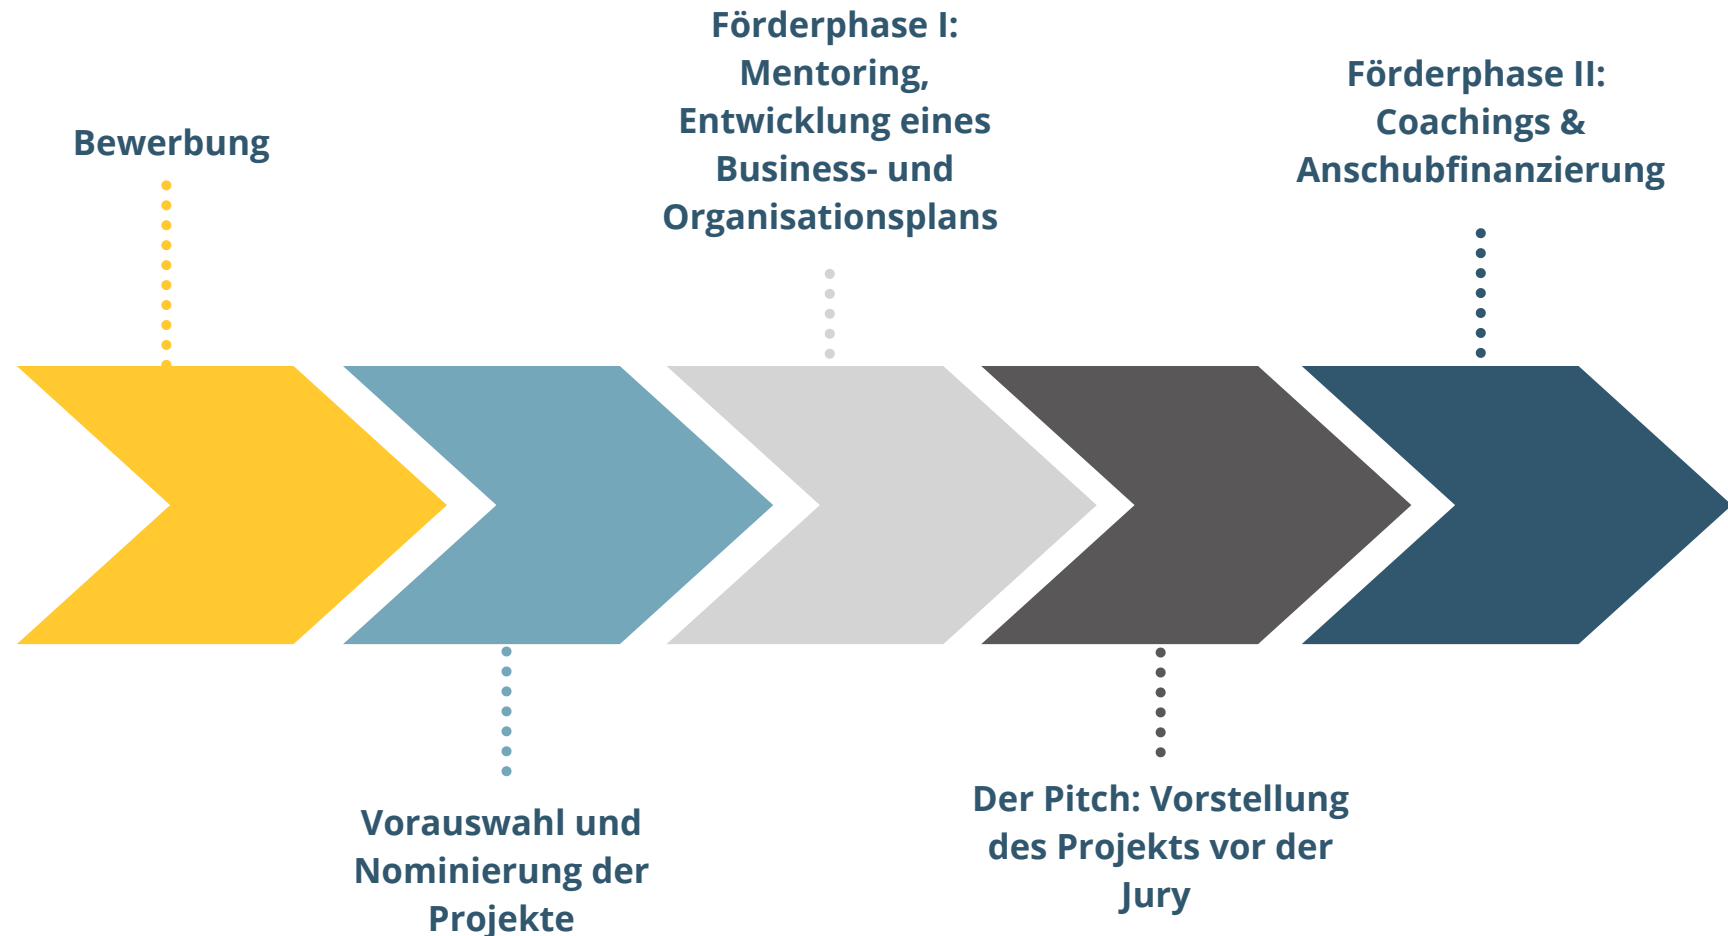 Bewerbung
Vorauswahl und
Nominierung der
Projekte
Förderphase I:
Mentoring,
Entwicklung eines
Business- und
Organisationsplans
Der Pitch: Vorstellung
des Projekts vor der
Jury
Förderphase II:
Coachings &
Anschubfinanzierung